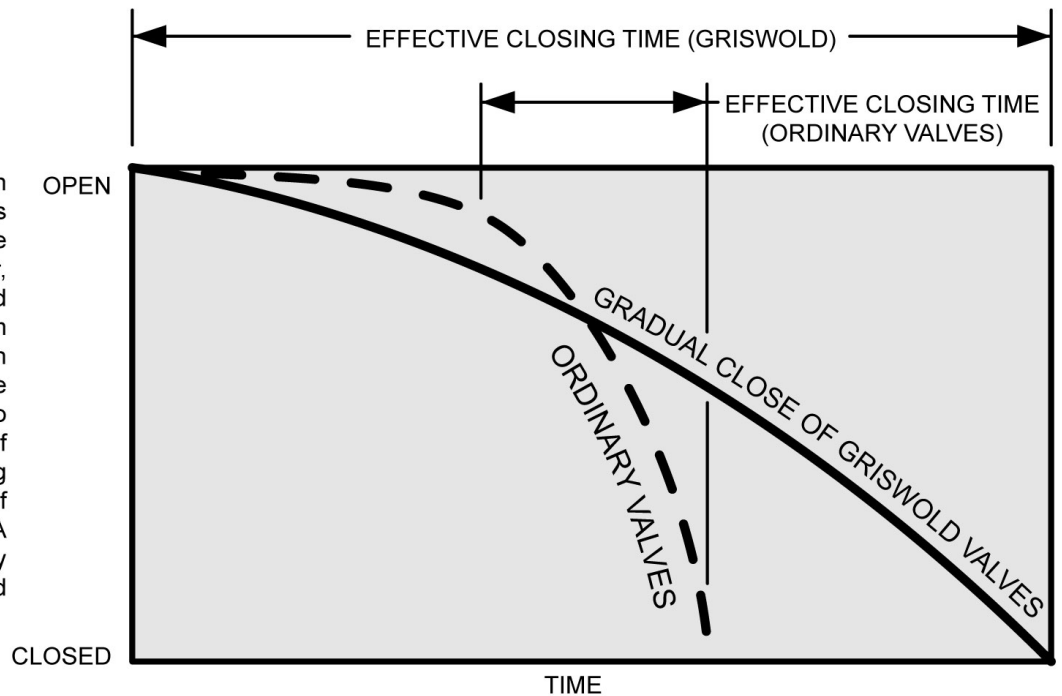 EFFECTIVE CLOSING TIME (GRISWOLD)
EFFECTIVE CLOSING TIME
(ORDINARY VALVES)
OPEN
GRADUAL CLOSE OF GRISWOLD VALVES
ORDINARY VALVES
CLOSED
TIME